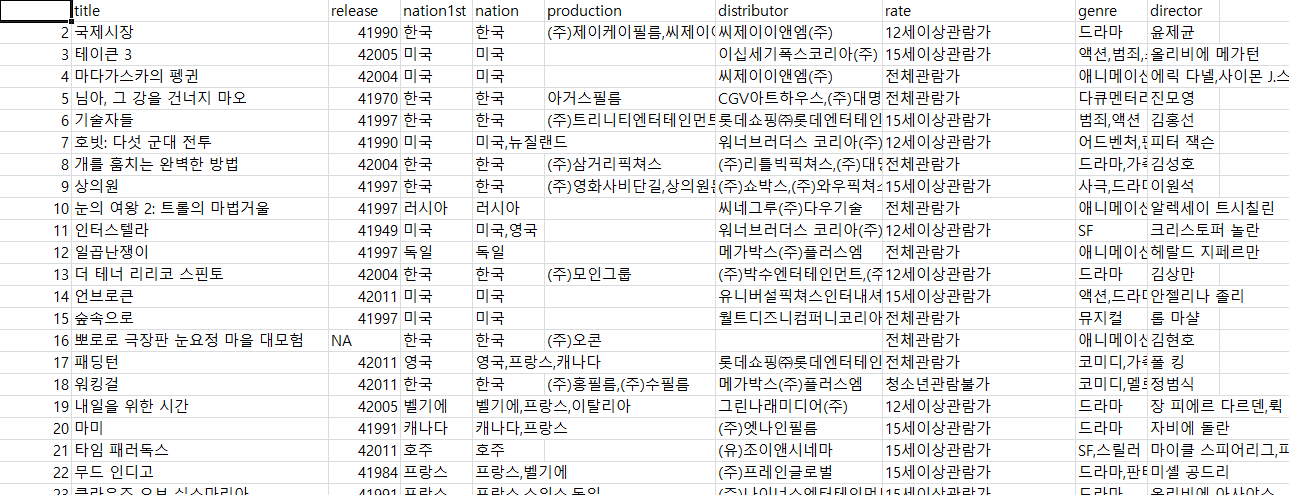 title release nation1st nation production distributor rate genre director
2 국제시장 41990 한국 한국 (주)제이케이필름,씨제이 씨제이이앤엠(주) 12세이상관람가 드라마 윤제균
3 테이큰 3 42005 미국 미국 이십세기폭스코리아(주) 15세이상관람가 액션,범죄, 올리비에 메가턴
4 마다가스카의 펭귄 42004 미국 미국 씨제이이앤엠(주) 전체관람가 애니메이션 에릭 다넬,사이먼 J.스
5 님아, 그 강을 건너지 마오 41970 한국 한국 아거스필름 CGV아트하우스,(주)대명 전체관람가 다큐멘터리 진모영
6 기술자들 41997 한국 한국 (주)트리니티엔터테인먼트 롯데쇼핑㈜롯데엔터테인 15세이상관람가 범죄,액션 김홍선
7 호빗: 다섯 군대 전투 41990 미국 미국,뉴질랜드 워너브러더스 코리아(주) 12세이상관람가 어드벤처,판 피터 잭슨
8 개를 훔치는 완벽한 방법 42004 한국 한국 (주)삼거리픽쳐스 (주)리틀빅픽쳐스,(주)대명 전체관람가 드라마,가족 김성호
9 상의원 41997 한국 한국 (주)영화사비단길,상의원문 (주)쇼박스,(주)와우픽쳐스 15세이상관람가 사극,드라마 이원석
10 눈의 여왕 2: 트롤의 마법거울 41997 러시아 러시아 씨네그루(주)다우기술 전체관람가 애니메이션 알렉세이 트시칠린
11 인터스텔라 41949 미국 미국,영국 워너브러더스 코리아(주) 12세이상관람가 SF 크리스토퍼 놀란
12 일곱난쟁이 41997 독일 독일 메가박스(주)플러스엠 전체관람가 애니메이션 헤랄드 지페르만
13 더 테너 리리코 스핀토 42004 한국 한국 (주)모인그룹 (주)박수엔터테인먼트,(주 12세이상관람가 드라마 김상만
14 언브로큰 42011 미국 미국 유니버설픽쳐스인터내셔 15세이상관람가 액션,드라마 안젤리나 졸리
15 숲속으로 41997 미국 미국 월트디즈니컴퍼니코리아 전체관람가 뮤지컬 롭 마샬
16 뽀로로 극장판 눈요정 마을 대모험 NA 한국 한국 (주)오콘 전체관람가 애니메이션 김현호
17 패딩턴 42011 영국 영국,프랑스,캐나다 롯데쇼핑㈜롯데엔터테인 전체관람가 코미디,가족 폴 킹
18 워킹걸 42011 한국 한국 (주)홍필름,(주)수필름 메가박스(주)플러스엠 청소년관람불가 코미디,멜로 정범식
19 내일을 위한 시간 42005 벨기에 벨기에,프랑스,이탈리아 그린나래미디어(주) 12세이상관람가 드라마 장 피에르 다르덴,뤽
20 마미 41991 캐나다 캐나다,프랑스 (주)엣나인필름 15세이상관람가 드라마 자비에 돌란
21 타임 패러독스 42011 호주 호주 (유)조이앤시네마 15세이상관람가 SF,스릴러 마이클 스피어리그,피
22 무드 인디고 41984 프랑스 프랑스,벨기에 (주)프레인글로벌 15세이상관람가 드라마,판타 미셸 공드리